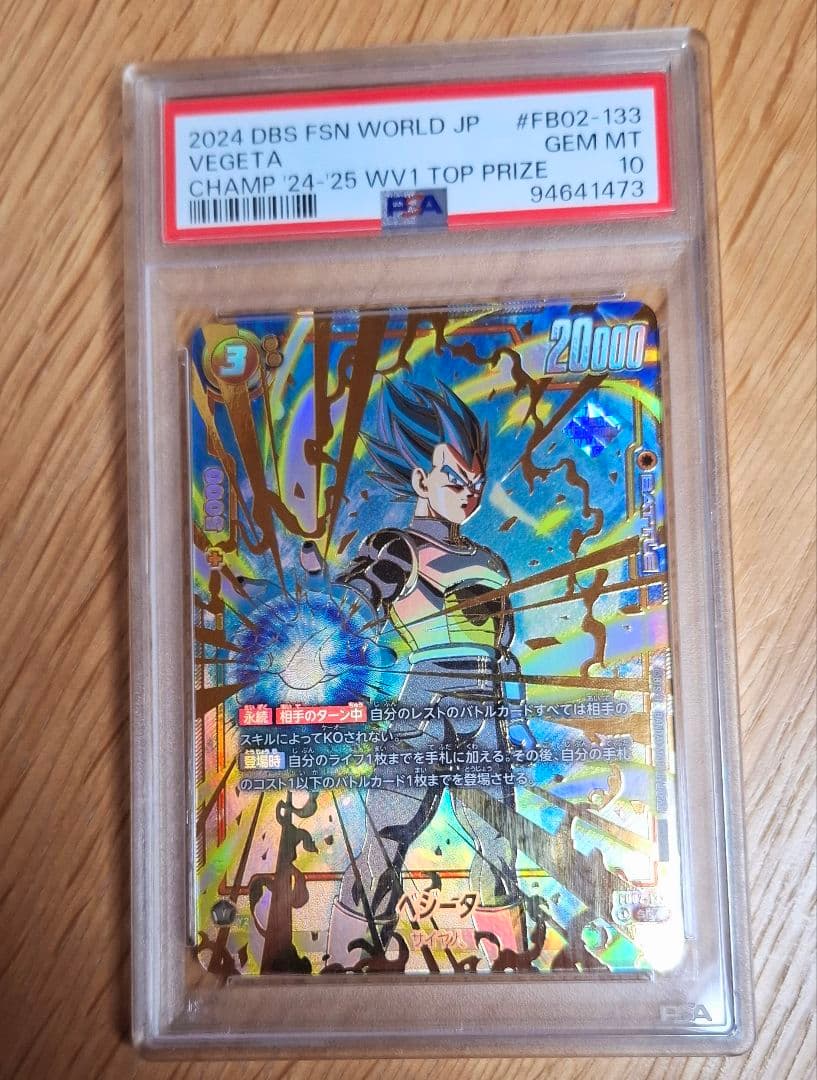 2024 DBS FSN WORLD JP #FB02-133
VEGETA GEM MT
CHAMP '24-'25 WV1 TOP PRIZE 10
94641473
PSA
3
20000
5000
+
BATTLE
永続 相手のターン中 自分のレストのバトルカードすべては相手の
スキルによってKOされない。
登場時 自分のライフ1枚までを手札に加える。その後、自分の手札
のコスト1以下のバトルカード1枚までを登場させる。
ベジータ
サイヤ人
PSA